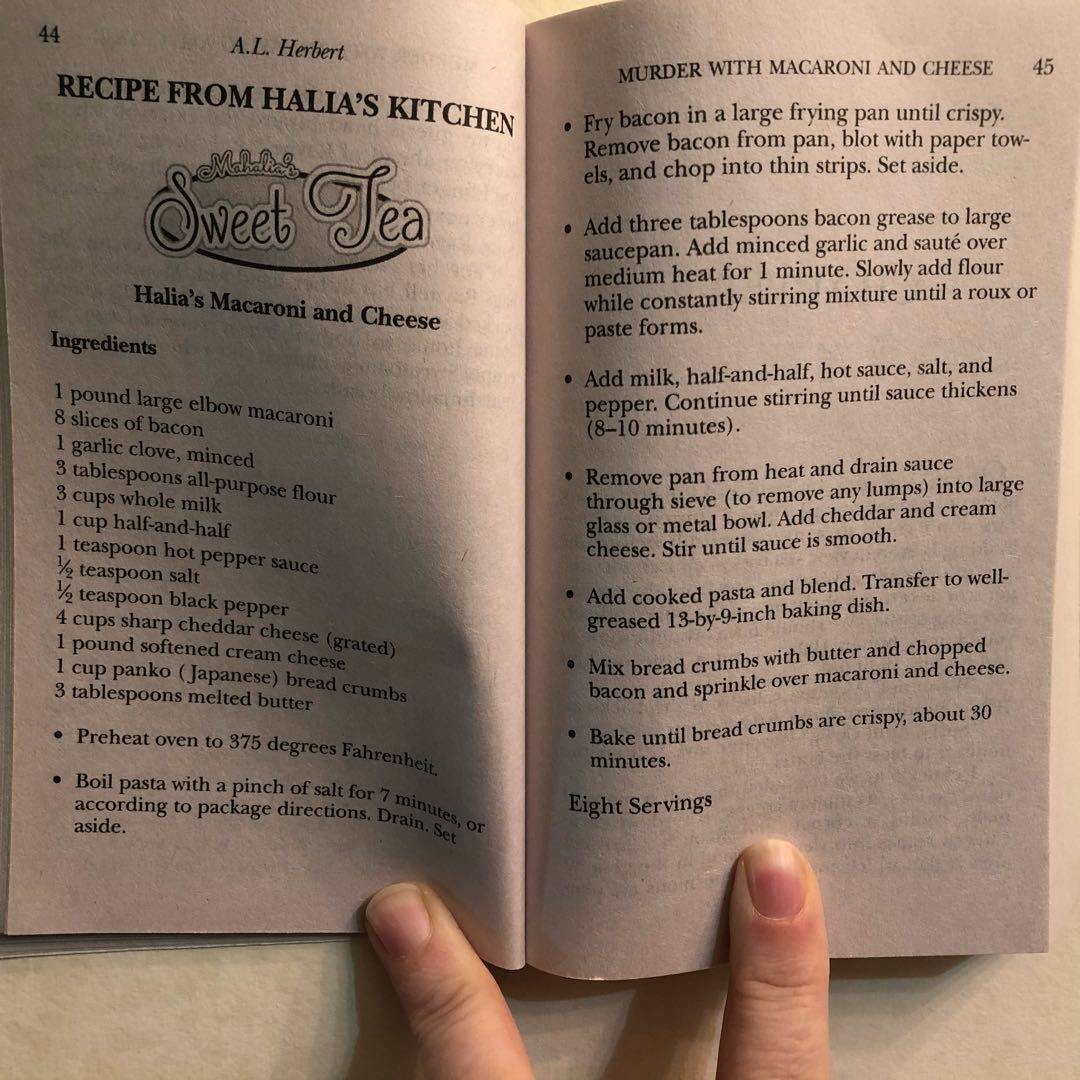 44
A.L. Herbert
RECIPE FROM HALIA'S KITCHEN
Mahalia's
Sweet Tea
Halia's Macaroni and Cheese
Ingredients
1 pound large elbow macaroni
8 slices of bacon
1 garlic clove, minced
3 tablespoons all-purpose flour
3 cups whole milk
1 cup half-and-half
1 teaspoon hot pepper sauce
½ teaspoon salt
½ teaspoon black pepper
4 cups sharp cheddar cheese (grated)
1 pound softened cream cheese
1 cup panko (Japanese) bread crumbs
3 tablespoons melted butter
• Preheat oven to 375 degrees Fahrenheit.
• Boil pasta with a pinch of salt for 7 minutes, or
according to package directions. Drain. Set
aside.
MURDER WITH MACARONI AND CHEESE 45
• Fry bacon in a large frying pan until crispy.
Remove bacon from pan, blot with paper tow-
els, and chop into thin strips. Set aside.
• Add three tablespoons bacon grease to large
saucepan. Add minced garlic and sauté over
medium heat for 1 minute. Slowly add flour
while constantly stirring mixture until a roux or
paste forms.
• Add milk, half-and-half, hot sauce, salt, and
pepper. Continue stirring until sauce thickens
(8–10 minutes).
• Remove pan from heat and drain sauce
through sieve (to remove any lumps) into large
glass or metal bowl. Add cheddar and cream
cheese. Stir until sauce is smooth.
• Add cooked pasta and blend. Transfer to well-
greased 13-by-9-inch baking dish.
• Mix bread crumbs with butter and chopped
bacon and sprinkle over macaroni and cheese.
• Bake until bread crumbs are crispy, about 30
minutes.
Eight Servings